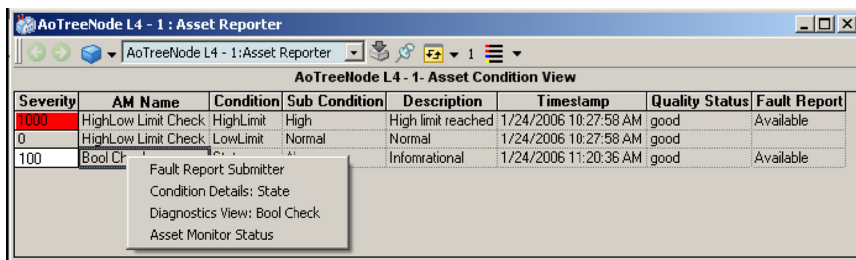 AoTreeNode L4 - 1 : Asset Reporter
AoTreeNode L4 - 1:Asset Reporter 1
AoTreeNode L4 - 1- Asset Condition View
Severity AM Name Condition Sub Condition Description Timestamp Quality Status Fault Report
1000 HighLow Limit Check HighLimit High High limit reached 1/24/2006 10:27:58 AM good Available
0 HighLow Limit Check LowLimit Normal Normal 1/24/2006 10:27:58 AM good
100 Bool Infomrational 1/24/2006 11:20:36 AM good Available
Fault Report Submitter
Condition Details: State
Diagnostics View: Bool Check
Asset Monitor Status